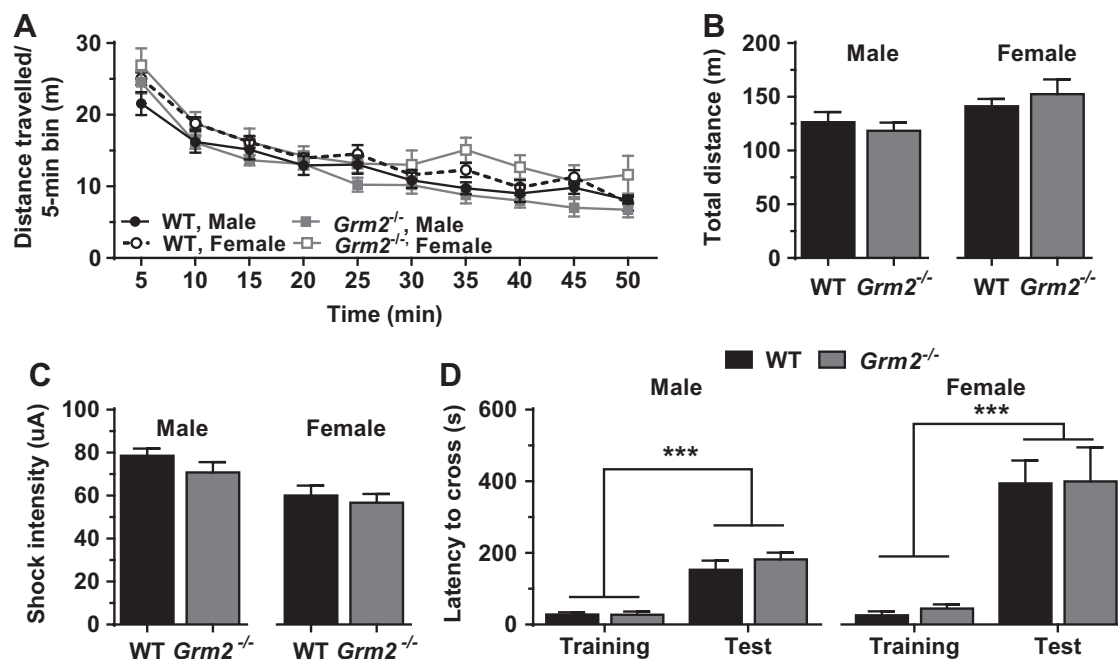 A
Distance travelled/
5-min bin (m)
30
20
10
0
WT, Male
WT, Female
Grm2-/-, Male
Grm2-/-, Female
5 10 15 20 25 30 35 40 45 50
Time (min)
B
Total distance (m)
200
150
100
50
0
Male Female
WT Grm2-/- WT Grm2-/-
C
Shock intensity (uA)
100
80
60
40
20
0
Male Female
WT Grm2-/- WT Grm2-/-
D
WT Grm2-/-
Latency to cross (s)
600
400
200
0
Male Female
*** ***
Training Test Training Test